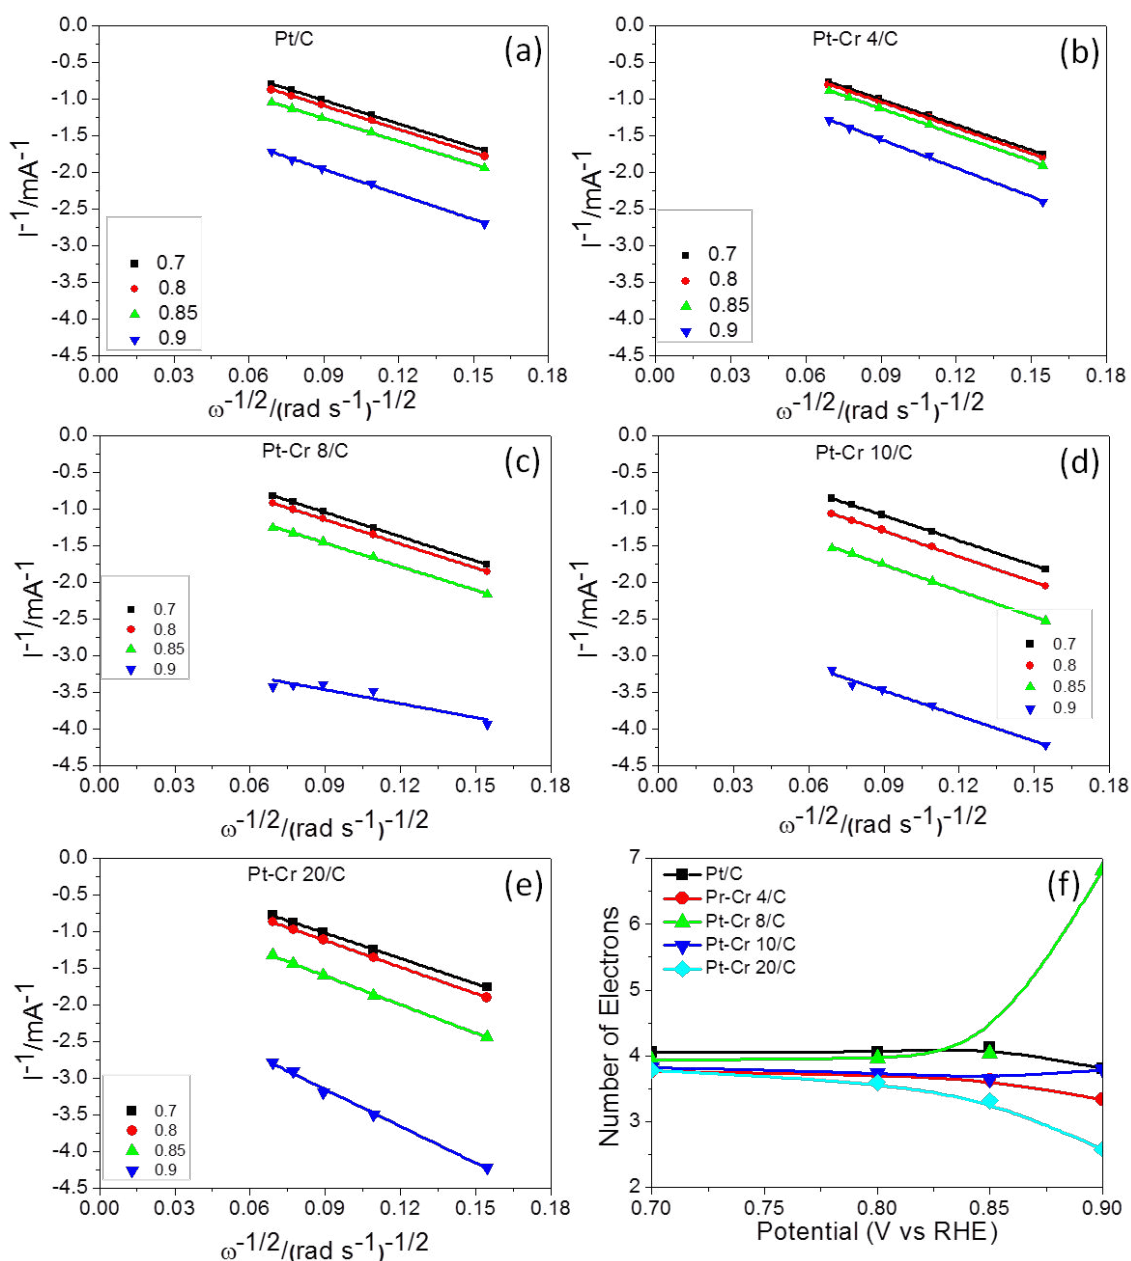 Pt/C
(a)
0.0
-0.5
-1.0
-1.5
-2.0
-2.5
-3.0
-3.5
-4.0
-4.5
I⁻¹/mA⁻¹
0.7
0.8
0.85
0.9
0.00 0.03 0.06 0.09 0.12 0.15 0.18
ω⁻¹/²/(rad s⁻¹)⁻¹/²
Pt-Cr 4/C
(b)
0.0
-0.5
-1.0
-1.5
-2.0
-2.5
-3.0
-3.5
-4.0
-4.5
I⁻¹/mA⁻¹
0.7
0.8
0.85
0.9
0.00 0.03 0.06 0.09 0.12 0.15 0.18
ω⁻¹/²/(rad s⁻¹)⁻¹/²
Pt-Cr 8/C
(c)
0.0
-0.5
-1.0
-1.5
-2.0
-2.5
-3.0
-3.5
-4.0
-4.5
I⁻¹/mA⁻¹
0.7
0.8
0.85
0.9
0.00 0.03 0.06 0.09 0.12 0.15 0.18
ω⁻¹/²/(rad s⁻¹)⁻¹/²
Pt-Cr 10/C
(d)
0.0
-0.5
-1.0
-1.5
-2.0
-2.5
-3.0
-3.5
-4.0
-4.5
I⁻¹/mA⁻¹
0.7
0.8
0.85
0.9
0.00 0.03 0.06 0.09 0.12 0.15 0.18
ω⁻¹/²/(rad s⁻¹)⁻¹/²
Pt-Cr 20/C
(e)
0.0
-0.5
-1.0
-1.5
-2.0
-2.5
-3.0
-3.5
-4.0
-4.5
I⁻¹/mA⁻¹
0.7
0.8
0.85
0.9
0.00 0.03 0.06 0.09 0.12 0.15 0.18
ω⁻¹/²/(rad s⁻¹)⁻¹/²
(f)
7
6
5
4
3
2
Number of Electrons
Pt/C
Pr-Cr 4/C
Pt-Cr 8/C
Pt-Cr 10/C
Pt-Cr 20/C
0.70 0.75 0.80 0.85 0.90
Potential (V vs RHE)